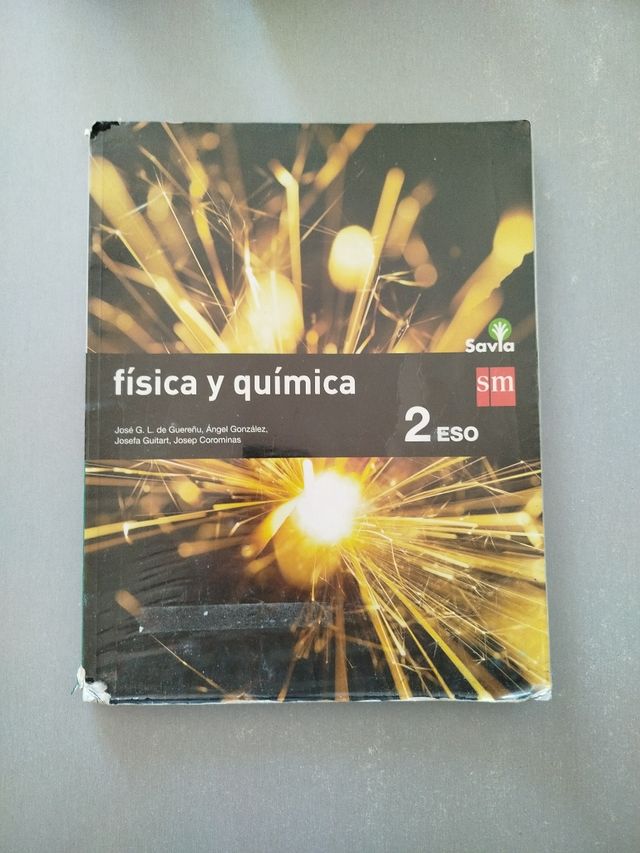 Savia
sm
física y química
José G. L. de Guereñu, Ángel González,
Josefa Guitart, Josep Corominas
2 ESO